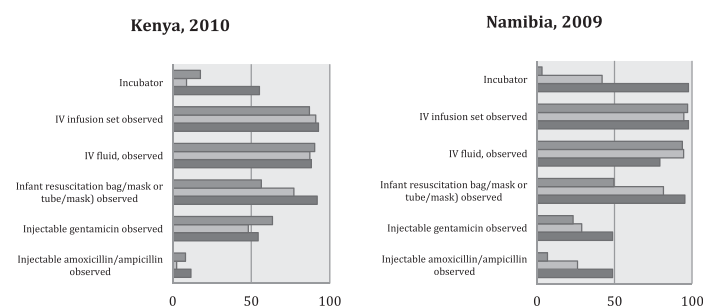 Kenya, 2010
Incubator
IV infusion set observed
IV fluid, observed
Infant resuscitation bag/mask or
tube/mask) observed
Injectable gentamicin observed
Injectable amoxicillin/ampicillin
observed
0 50 100
Namibia, 2009
Incubator
IV infusion set observed
IV fluid, observed
Infant resuscitation bag/mask or
tube/mask) observed
Injectable gentamicin observed
Injectable amoxicillin/ampicillin
observed
0 50 100